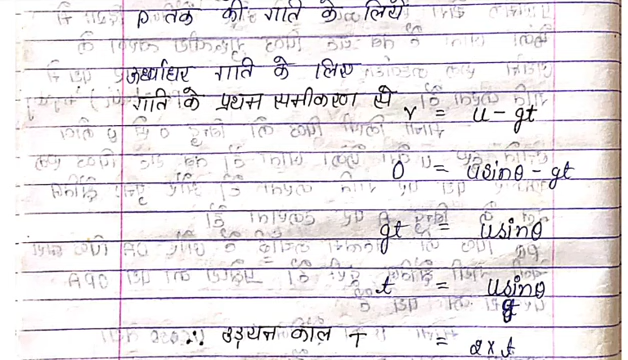 P तक की गति के लिये
ऊर्ध्वाधर गति के लिए
गति के प्रथम समीकरण से
v = u - gt
0 = usinθ - gt
gt = usinθ
t = usinθ / g
∴ उड्डयन काल T = 2 x t